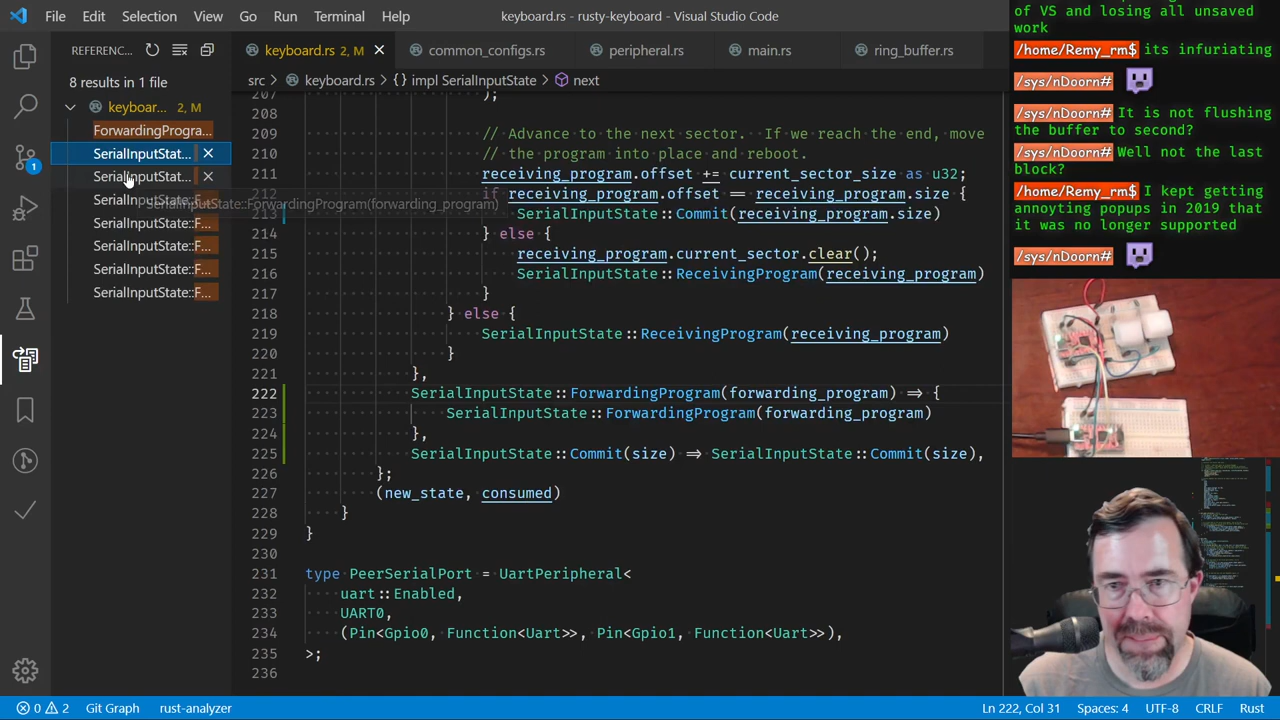 File Edit Selection View Go Run Terminal Help
keyboard.rs - rusty-keyboard - Visual Studio Code
REFERENC...
8 results in 1 file
keyboar... 2, M
ForwardingProgra...
SerialInputStat...
SerialInputStat...
SerialInputState::F...
SerialInputState::F...
SerialInputState::F...
SerialInputState::F...
SerialInputState::F...
SerialInputState::ForwardingProgram(forwarding_program)
1
keyboard.rs 2, M
common_configs.rs
peripheral.rs
main.rs
ring_buffer.rs
src > keyboard.rs > {} impl SerialInputState > next
207 );
208
209 // Advance to the next sector. If we reach the end, move
210 // the program into place and reboot.
211 receiving_program.offset += current_sector_size as u32;
212 if receiving_program.offset == receiving_program.size {
213 SerialInputState::Commit(receiving_program.size)
214 } else {
215 receiving_program.current_sector.clear();
216 SerialInputState::ReceivingProgram(receiving_program)
217 }
218 } else {
219 SerialInputState::ReceivingProgram(receiving_program)
220 }
221 },
222 SerialInputState::ForwardingProgram(forwarding_program) => {
223 SerialInputState::ForwardingProgram(forwarding_program)
224 },
225 SerialInputState::Commit(size) => SerialInputState::Commit(size),
226 };
227 (new_state, consumed)
228 }
229 }
230
231 type PeerSerialPort = UartPeripheral<
232 uart::Enabled,
233 UART0,
234 (Pin<Gpio0, Function<Uart>>, Pin<Gpio1, Function<Uart>>),
235 >;
236
of VS and losing all unsaved
work
/home/Remy_rm$ its infuriating
/sys/nDoorn#
/sys/nDoorn# It is not flushing
the buffer to second?
/sys/nDoorn# Well not the last
block?
/home/Remy_rm$ I kept getting
annoyting popups in 2019 that
it was no longer supported
/sys/nDoorn#
0 2 Git Graph rust-analyzer
Ln 222, Col 31 Spaces: 4 UTF-8 CRLF Rust